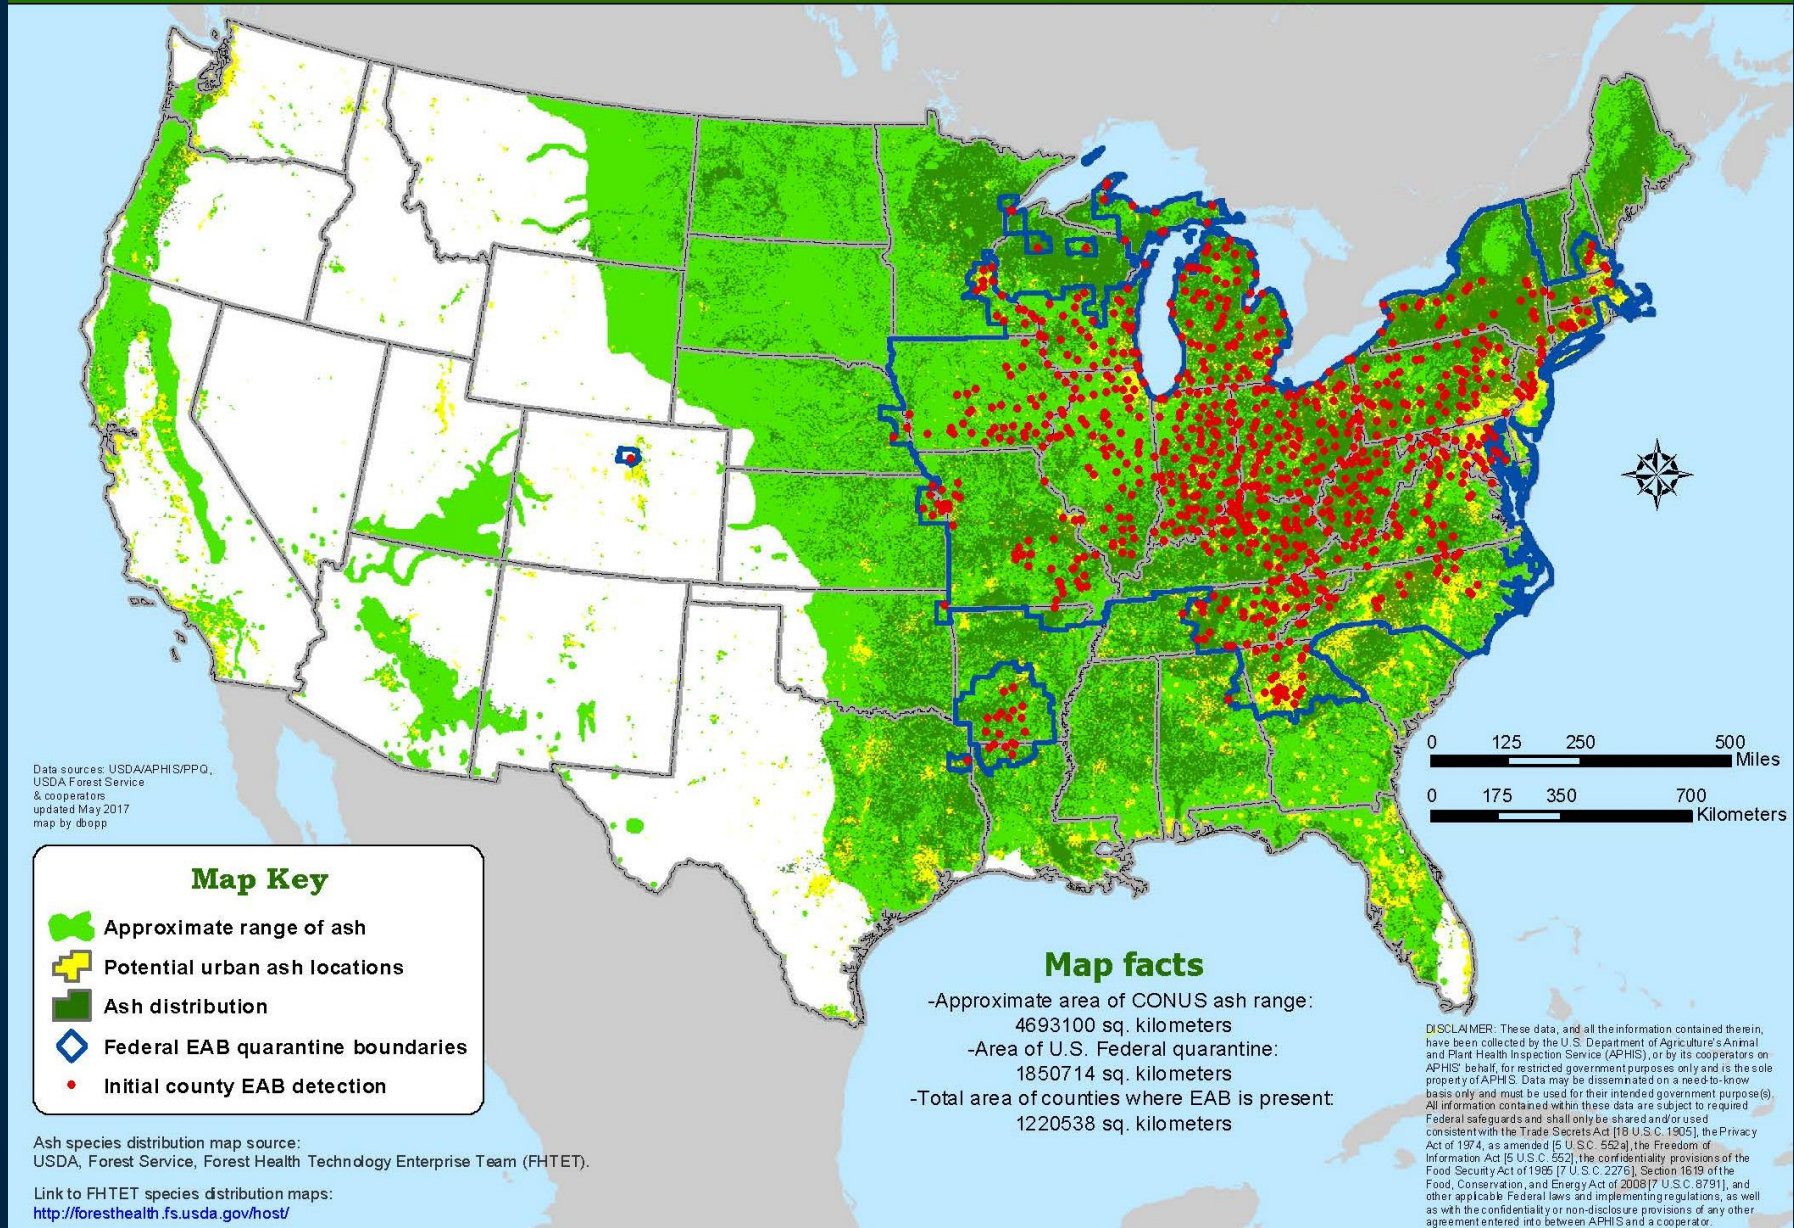 Data sources: USDA/APHIS/PPQ,
USDA Forest Service
& cooperators
updated May 2017
map by dbopp
Map Key
Approximate range of ash
Potential urban ash locations
Ash distribution
Federal EAB quarantine boundaries
Initial county EAB detection
Ash species distribution map source:
USDA, Forest Service, Forest Health Technology Enterprise Team (FHTET).
Link to FHTET species distribution maps:
http://foresthealth.fs.usda.gov/host/
Map facts
-Approximate area of CONUS ash range:
4693100 sq. kilometers
-Area of U.S. Federal quarantine:
1850714 sq. kilometers
-Total area of counties where EAB is present:
1220538 sq. kilometers
0 125 250 500
Miles
0 175 350 700
Kilometers
DISCLAIMER: These data, and all the information contained therein,
have been collected by the U.S. Department of Agriculture's Animal
and Plant Health Inspection Service (APHIS), or by its cooperators on
APHIS' behalf, for restricted government purposes only and is the sole
property of APHIS. Data may be disseminated on a need-to-know
basis only and must be used for their intended government purpose(s).
All information contained within these data are subject to required
Federal safeguards and shall only be shared and/or used
consistent with the Trade Secrets Act [18 U.S.C. 1905], the Privacy
Act of 1974, as amended [5 U.S.C. 552a], the Freedom of
Information Act [5 U.S.C. 552], the confidentiality provisions of the
Food Security Act of 1985 [7 U.S.C. 2276], Section 1619 of the
Food, Conservation, and Energy Act of 2008 [7 U.S.C. 8791], and
other applicable Federal laws and implementing regulations, as well
as with the confidentiality or non-disclosure provisions of any other
agreement entered into between APHIS and a cooperator.